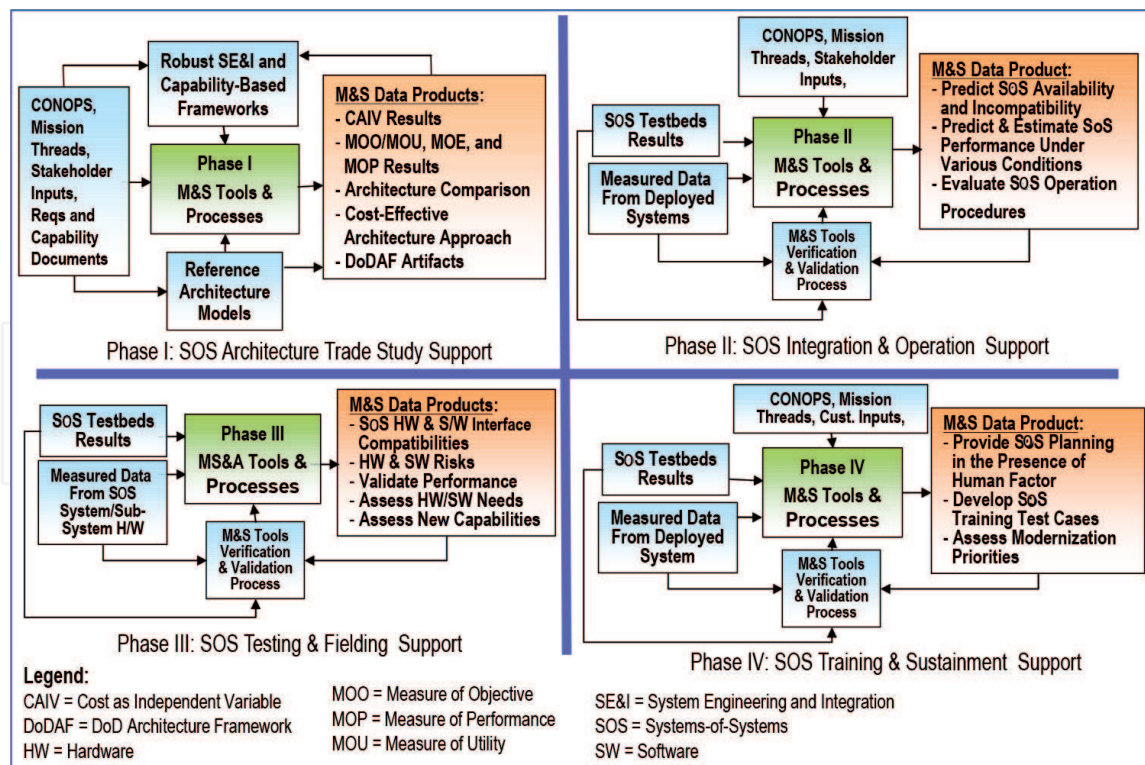 Robust SE&I and
Capability-Based
Frameworks
CONOPS,
Mission
Threads,
Stakeholder
Inputs,
Reqs and
Capability
Documents
Phase I
M&S Tools &
Processes
Reference
Architecture
Models
M&S Data Products:
- CAIV Results
- MOO/MOU, MOE, and
MOP Results
- Architecture Comparison
- Cost-Effective
Architecture Approach
- DoDAF Artifacts
Phase I: SOS Architecture Trade Study Support
CONOPS, Mission
Threads, Stakeholder
Inputs,
SOS Testbeds
Results
Measured Data
From Deployed
Systems
Phase II
M&S Tools
& Processes
M&S Tools
Verification
& Validation
Process
M&S Data Product:
- Predict SOS Availability
and Incompatibility
- Predict & Estimate SoS
Performance Under
Various Conditions
- Evaluate SOS Operation
Procedures
Phase II: SOS Integration & Operation Support
SOS Testbeds
Results
Measured Data
From SOS
System/Sub-
System H/W
Phase III
MS&A Tools &
Processes
M&S Tools
Verification
& Validation
Process
M&S Data Products:
- SOS HW & S/W Interface
Compatibilities
- HW & SW Risks
- Validate Performance
- Assess HW/SW Needs
- Assess New Capabilities
Phase III: SOS Testing & Fielding Support
CONOPS, Mission
Threads, Cust. Inputs,
SOS Testbeds
Results
Measured Data
From Deployed
System
Phase IV
M&S Tools &
Processes
M&S Tools
Verification
& Validation
Process
M&S Data Product:
- Provide SOS Planning
in the Presence of
Human Factor
- Develop SOS
Training Test Cases
- Assess Modernization
Priorities
Phase IV: SOS Training & Sustainment Support
Legend:
CAIV = Cost as Independent Variable
DoDAF = DoD Architecture Framework
HW = Hardware
MOO = Measure of Objective
MOP = Measure of Performance
MOU = Measure of Utility
SE&I = System Engineering and Integration
SOS = Systems-of-Systems
SW = Software